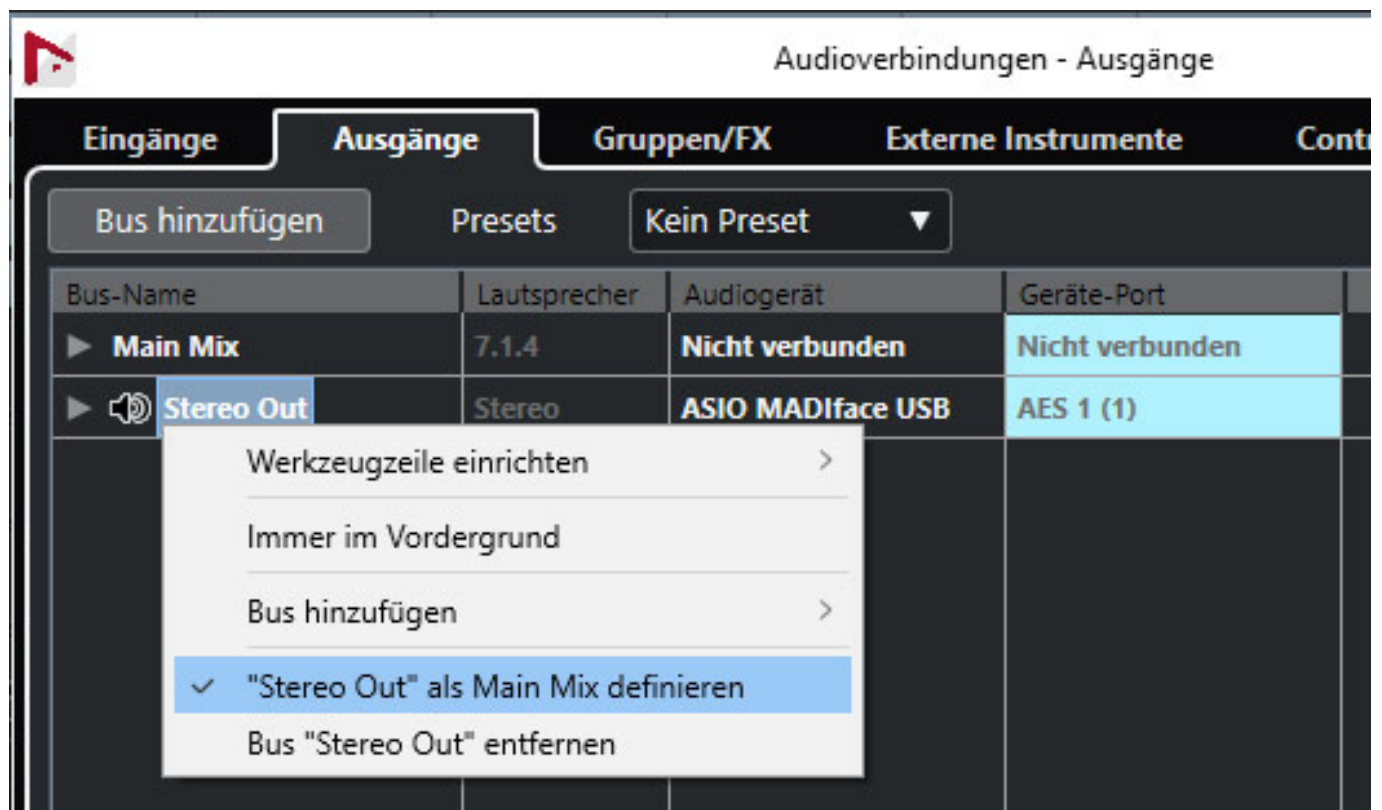 Audioverbindungen - Ausgänge
Eingänge Ausgänge Gruppen/FX Externe Instrumente Cont
Bus hinzufügen Presets Kein Preset
Bus-Name Lautsprecher Audiogerät Geräte-Port
Main Mix 7.1.4 Nicht verbunden Nicht verbunden
Stereo Out Stereo ASIO MADIface USB AES 1 (1)
Werkzeugzeile einrichten
Immer im Vordergrund
Bus hinzufügen
"Stereo Out" als Main Mix definieren
Bus "Stereo Out" entfernen